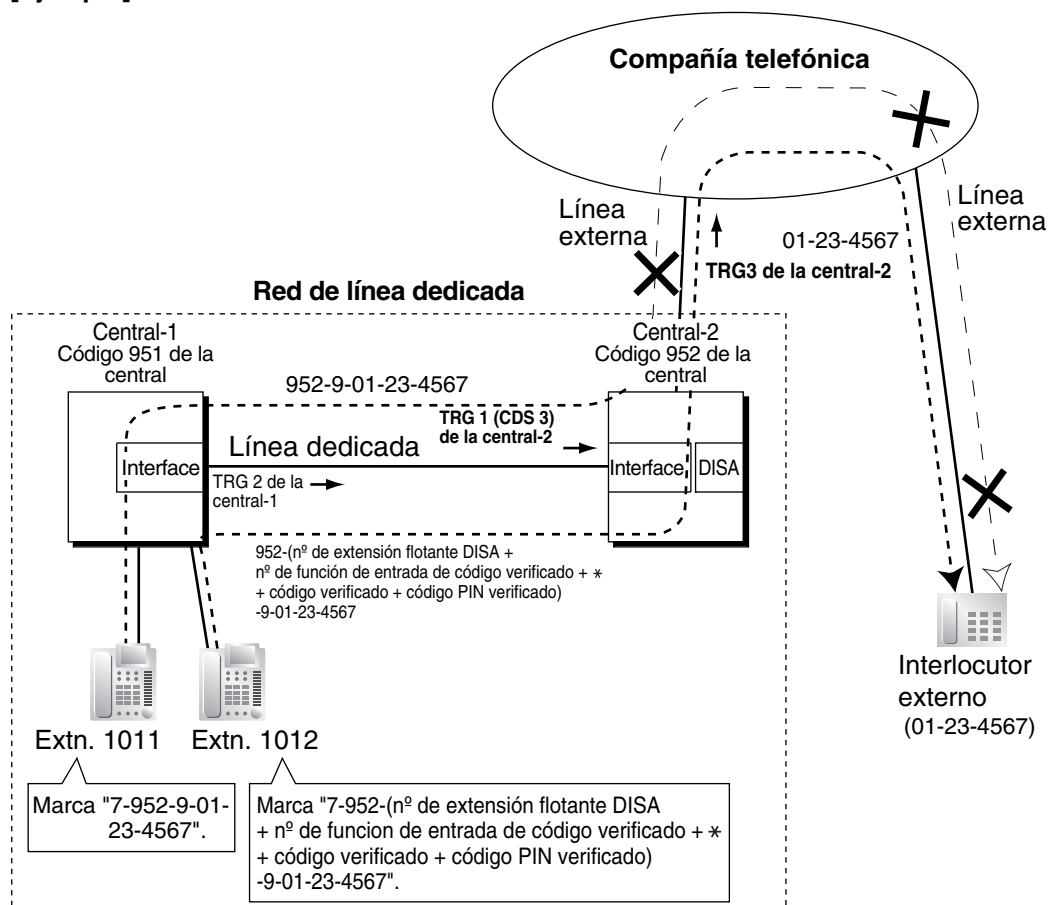 Compañía telefónica
Línea
externa
Línea
externa
01-23-4567
TRG3 de la central-2
Red de línea dedicada
Central-1
Código 951 de la
central
Central-2
Código 952 de la
central
952-9-01-23-4567
TRG 1 (CDS 3)
de la central-2
Línea dedicada
Interface
Interface
DISA
TRG 2 de la
central-1
952-(nº de extensión flotante DISA +
nº de función de entrada de código verificado + *
+ código verificado + código PIN verificado)
-9-01-23-4567
Interlocutor
externo
(01-23-4567)
Extn. 1011
Extn. 1012
Marca "7-952-9-01-
23-4567".
Marca "7-952-(nº de extensión flotante DISA
+ nº de funcion de entrada de código verificado + *
+ código verificado + código PIN verificado)
-9-01-23-4567".